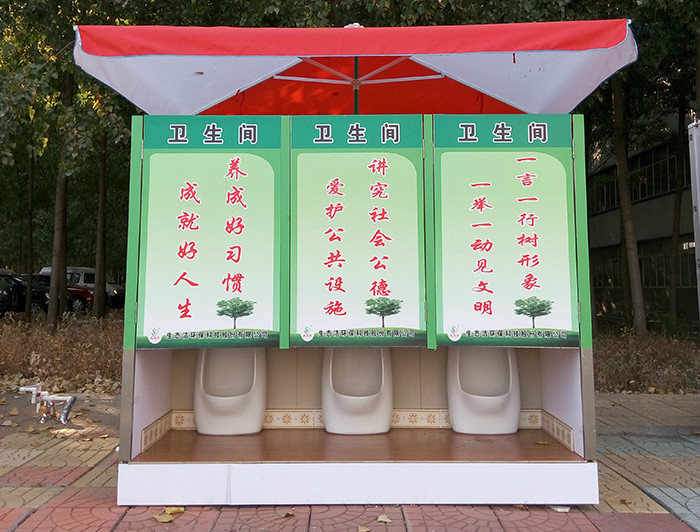 卫生间
养成好习惯
成就好人生
卫生间
讲究社会公德
爱护公共设施
卫生间
一言一行树形象
一举一动见文明